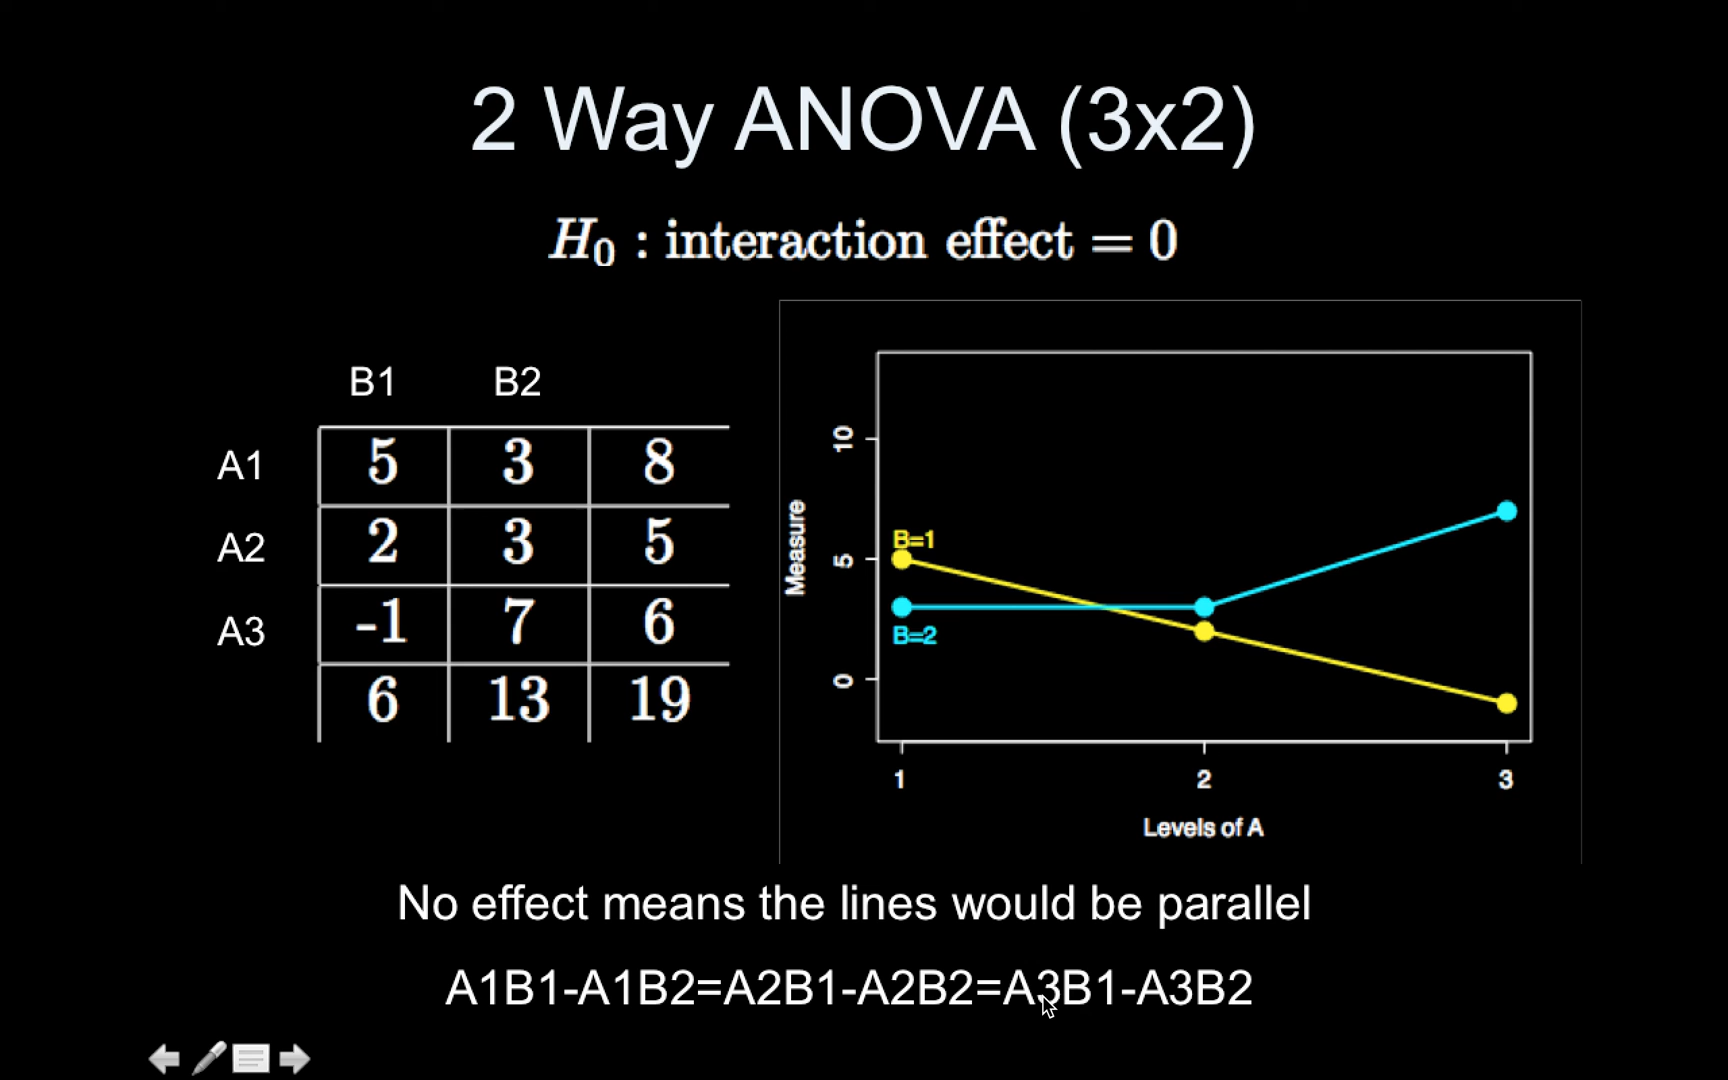 2 Way ANOVA (3x2)
H₀ : interaction effect = 0
B1 B2
A1 5 3 8
A2 2 3 5
A3 -1 7 6
6 13 19
Measure
10
5
0
B=1
B=2
1 2 3
Levels of A
No effect means the lines would be parallel
A1B1-A1B2=A2B1-A2B2=A3B1-A3B2